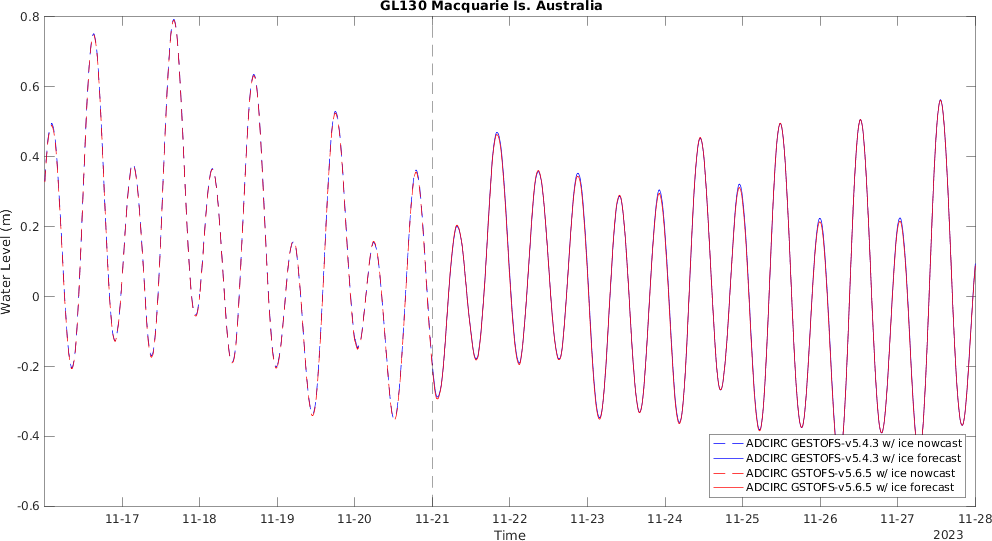 GL130 Macquarie Is. Australia
0.8
0.6
0.4
0.2
0
-0.2
-0.4
-0.6
Water Level (m)
ADCIRC GESTOFS-v5.4.3 w/ ice nowcast
ADCIRC GESTOFS-v5.4.3 w/ ice forecast
ADCIRC GSTOFS-v5.6.5 w/ ice nowcast
ADCIRC GSTOFS-v5.6.5 w/ ice forecast
11-17 11-18 11-19 11-20 11-21 11-22 11-23 11-24 11-25 11-26 11-27 11-28
Time
2023